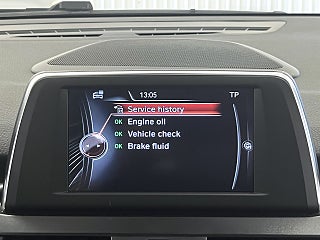 13:05 TP
Service history
OK Engine oil
OK Vehicle check
OK Brake fluid